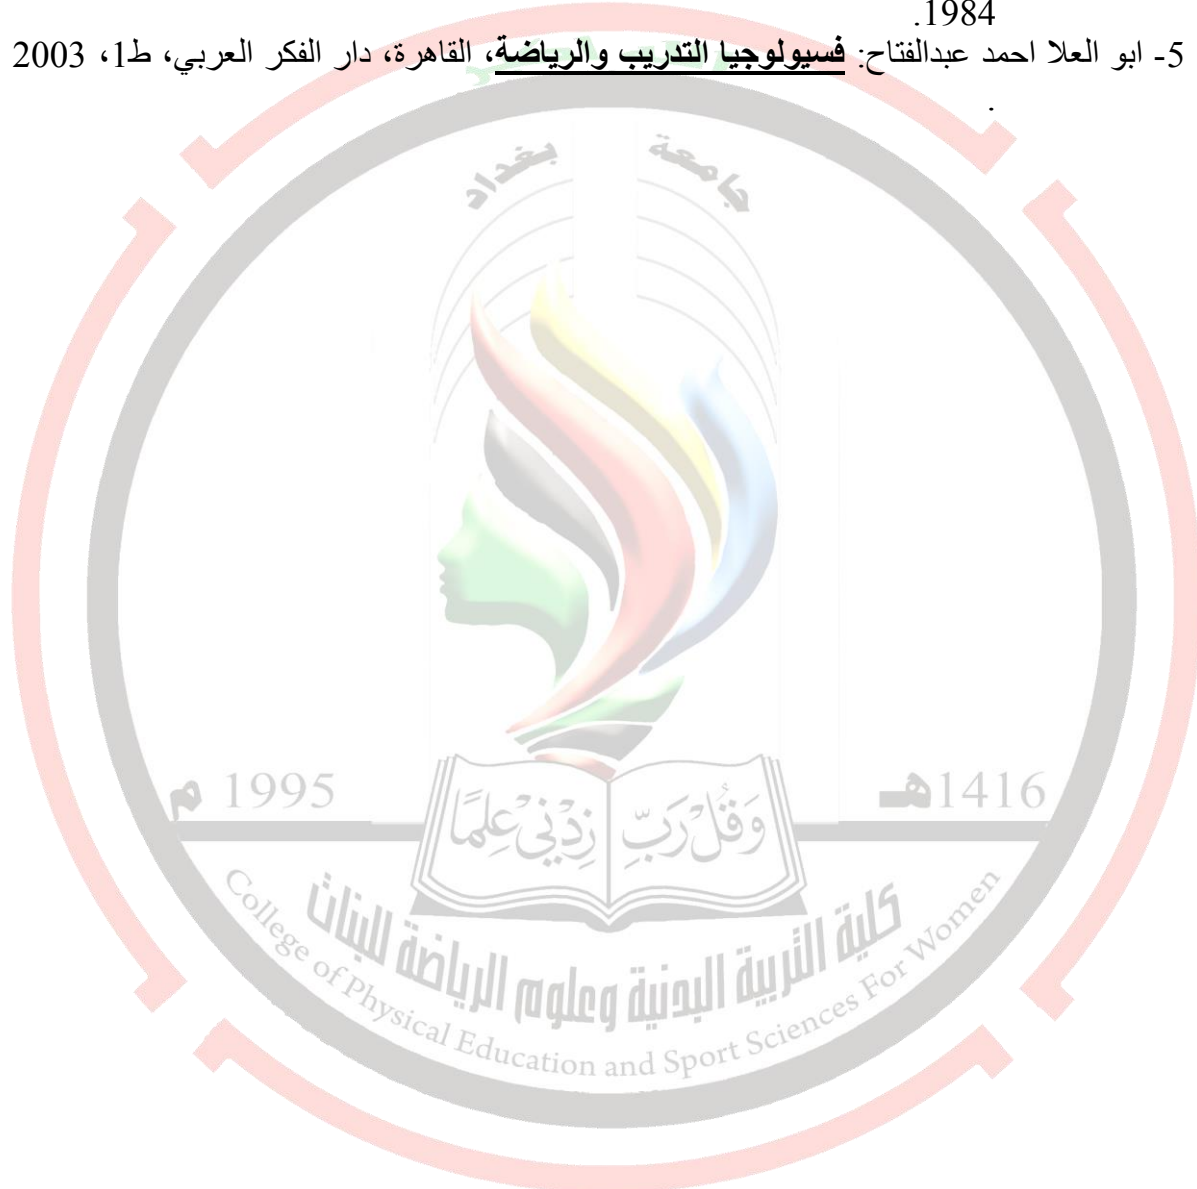 1984.
5- ابو العلا احمد عبدالفتاح: فسيولوجيا التدريب والرياضة، القاهرة، دار الفكر العربي، ط1، 2003
.
جامعة بغداد
1416هـ 1995 م
وَقُلْ رَبِّ زِدْنِي عِلْمًا
كلية التربية البدنية وعلوم الرياضة للبنات
College of Physical Education and Sport Sciences For Women